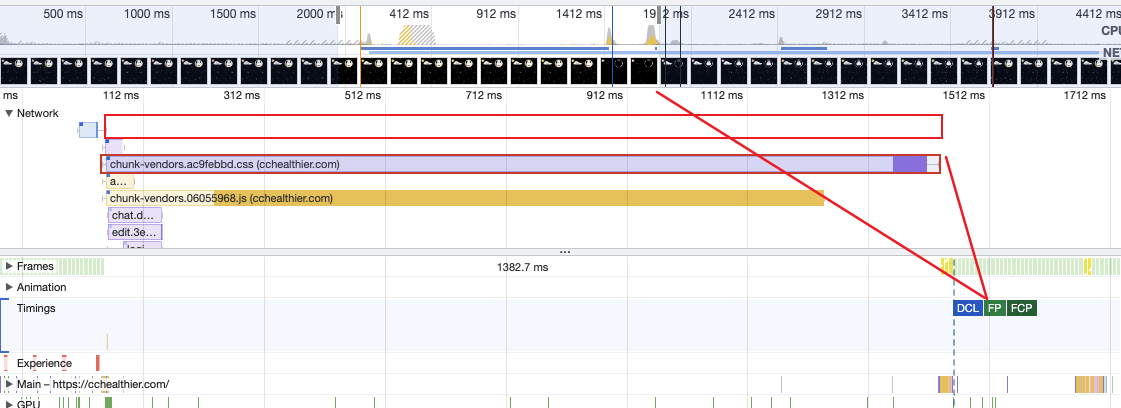 500 ms 1000 ms 1500 ms 2000 ms 412 ms 912 ms 1412 ms 1912 ms 2412 ms 2912 ms 3412 ms 3912 ms 4412 ms
CPU
NET
ms 112 ms 312 ms 512 ms 712 ms 912 ms 1112 ms 1312 ms 1512 ms 1712 ms
▼ Network
chunk-vendors.ac9febbd.css (cchealthier.com)
a...
chunk-vendors.06055968.js (cchealthier.com)
chat.d...
edit.3e...
...
▶ Frames 1382.7 ms
▶ Animation
Timings DCL FP FCP
Experience
▶ Main – https://cchealthier.com/
▶ GPU